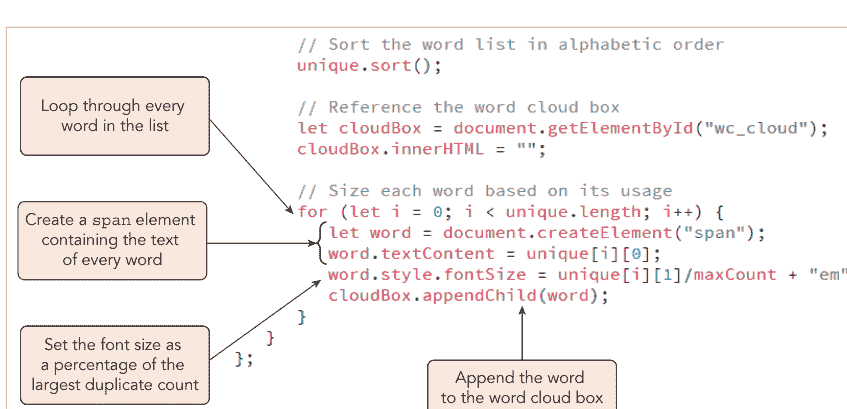 // Sort the word list in alphabetic order
unique.sort();
Loop through every
word in the list
// Reference the word cloud box
let cloudBox = document.getElementById("wc_cloud");
cloudBox.innerHTML = "";
// Size each word based on its usage
for (let i = 0; i < unique.length; i++) {
Create a span element
containing the text
of every word
let word = document.createElement("span");
word.textContent = unique[i][0];
word.style.fontSize = unique[i][1]/maxCount + "em"
cloudBox.appendChild(word);
}
}
};
Set the font size as
a percentage of the
largest duplicate count
Append the word
to the word cloud box